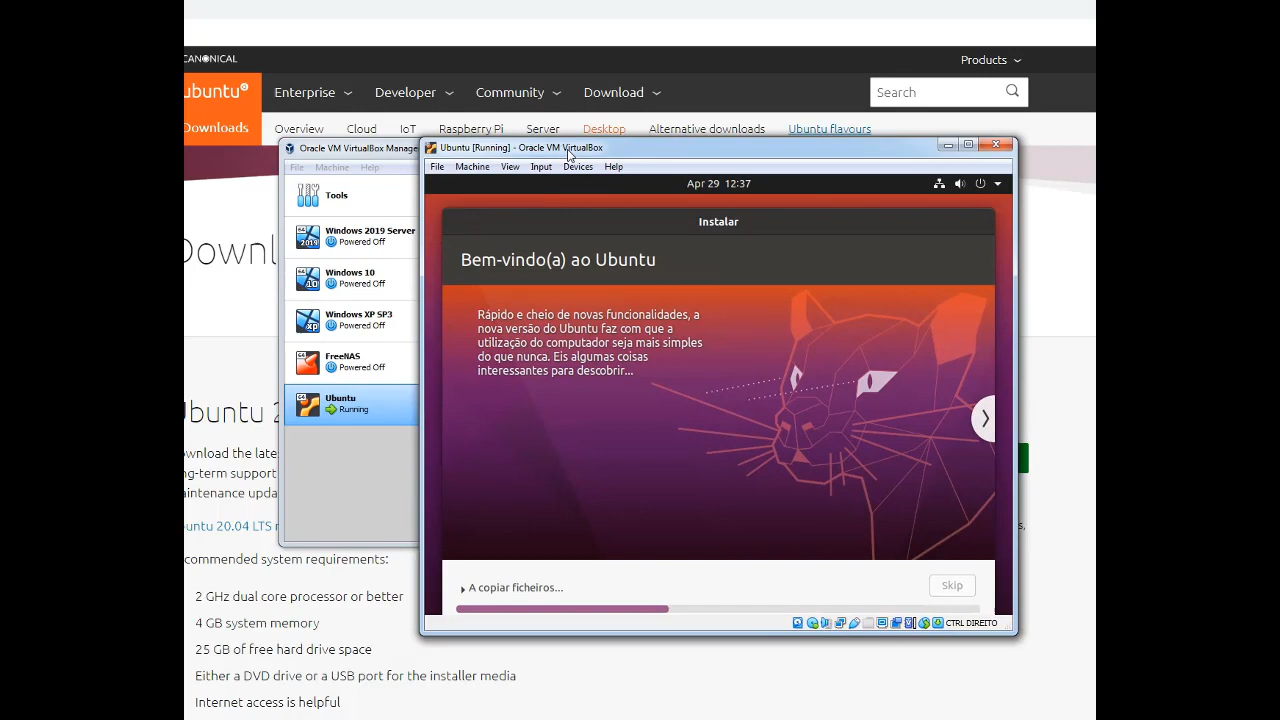 CANONICAL
Products
ubuntu
Enterprise
Developer
Community
Download
Search
Downloads
Overview
Cloud
IoT
Raspberry Pi
Server
Desktop
Alternative downloads
Ubuntu flavours
Oracle VM VirtualBox Manage
File Machine Help
Tools
Windows 2019 Server
Powered Off
Windows 10
Powered Off
Windows XP SP3
Powered Off
FreeNAS
Powered Off
Ubuntu
Running
Ubuntu [Running] - Oracle VM VirtualBox
File Machine View Input Devices Help
Apr 29 12:37
Instalar
Bem-vindo(a) ao Ubuntu
Rápido e cheio de novas funcionalidades, a
nova versão do Ubuntu faz com que a
utilização do computador seja mais simples
do que nunca. Eis algumas coisas
interessantes para descobrir...
A copiar ficheiros...
Skip
CTRL DIREITO
Downl
Ubuntu 2
ownload the late
ng-term support
aintenance upda
untu 20.04 LTS r
commended system requirements:
2 GHz dual core processor or better
4 GB system memory
25 GB of free hard drive space
Either a DVD drive or a USB port for the installer media
Internet access is helpful